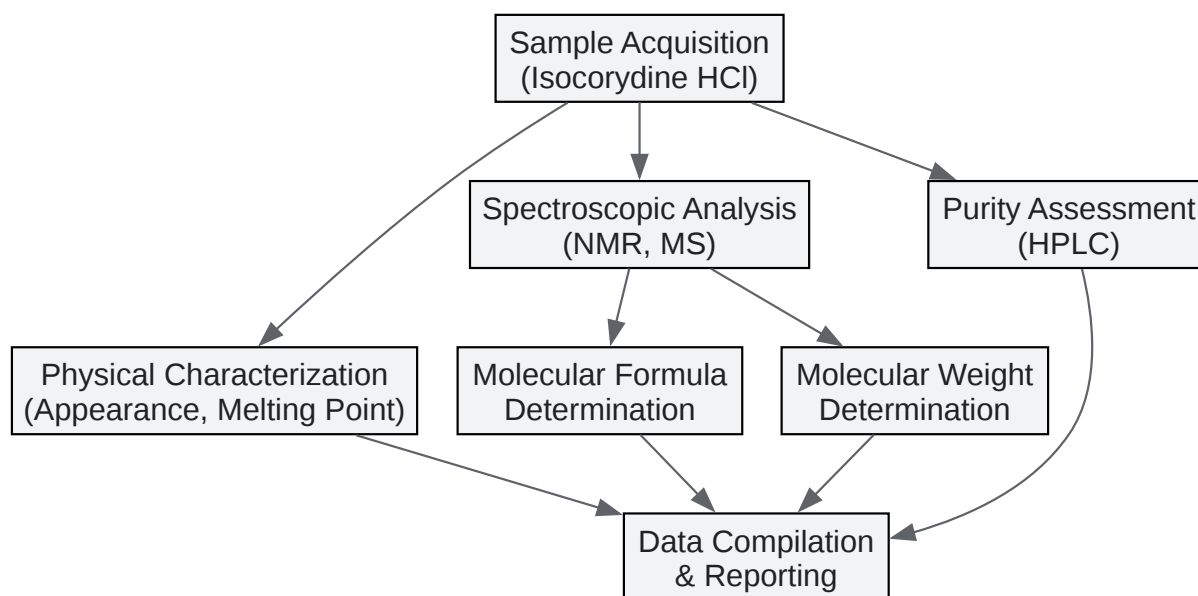 Sample Acquisition
(Isocorydine HCl)
Spectroscopic Analysis
(NMR, MS)
Purity Assessment
(HPLC)
Physical Characterization
(Appearance, Melting Point)
Molecular Formula
Determination
Molecular Weight
Determination
Data Compilation
& Reporting